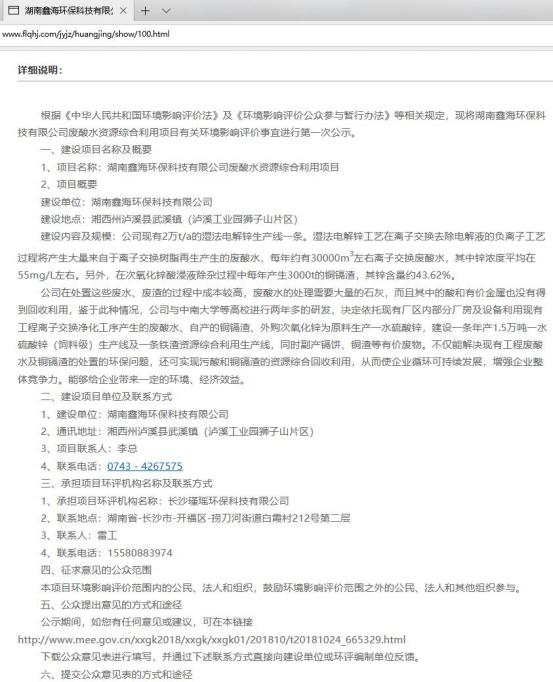 湖南鑫海环保科技有限公
www.flqhj.com/jyjz/huangjing/show/100.html
详细说明：
根据《中华人民共和国环境影响评价法》及《环境影响评价公众参与暂行办法》等相关规定，现将湖南鑫海环保科
技有限公司废酸水资源综合利用项目有关环境影响评价事宜进行第一次公示。
一、建设项目名称及概要
1、项目名称：湖南鑫海环保科技有限公司废酸水资源综合利用项目
2、项目概要
建设单位：湖南鑫海环保科技有限公司
建设地点：湘西州泸溪县武溪镇（泸溪工业园狮子山片区）
建设内容及规模：公司现有2万t/a的湿法电解锌生产线一条。湿法电解锌工艺在离子交换去除电解液的负离子工艺
过程将产生大量来自于离子交换树脂再生产生的废酸水，每年约有30000m³左右离子交换废酸水，其中锌浓度平均在
55mg/L左右。另外，在次氧化锌酸浸液除杂过程中每年产生3000t的铜镉渣，其锌含量约43.62%。
公司在处置这些废水、废渣的过程中成本较高，废酸水的处理需要大量的石灰，而且其中的酸和有价金属也没有得
到回收利用，鉴于此种情况，公司与中南大学等高校进行两年多的研发，决定依托现有厂区内部分厂房及设备利用现有
工程离子交换净化工序产生的废酸水、自产的铜镉渣、外购次氧化锌为原料生产一水硫酸锌，建设一条年产1.5万吨一水
硫酸锌（饲料级）生产线及一条铁渣资源综合利用生产线，同时副产镉饼、铜渣等有价废物。不仅能解决现有工程废酸
水及铜镉渣的处置的环保问题，还可实现污酸和铜镉渣的资源综合回收利用，从而使企业循环可持续发展，增强企业整
体竞争力。能够给企业带来一定的环境、经济效益。
二、建设项目单位及联系方式
1、建设单位：湖南鑫海环保科技有限公司
2、通讯地址：湘西州泸溪县武溪镇（泸溪工业园狮子山片区）
3、项目联系人：李总
4、联系电话：0743 - 4267575
三、承担项目环评机构名称及联系方式
1、承担项目环评机构名称：长沙瑾瑶环保科技有限公司
2、联系地点：湖南省-长沙市-开福区-捞刀河街道白霞村212号第二层
3、联系人：雷工
4、联系电话：15580883974
四、征求意见的公众范围
本项目环境影响评价范围内的公民、法人和组织，鼓励环境影响评价范围之外的公民、法人和其他组织参与。
五、公众提出意见的方式和途径
公示期间，如您有任何意见或建议，可在本链接
http://www.mee.gov.cn/xxgk2018/xxgk/xxgk01/201810/t20181024_665329.html
下载公众意见表进行填写，并通过下述联系方式直接向建设单位或环评编制单位反馈。
六、提交公众意见表的方式和途径